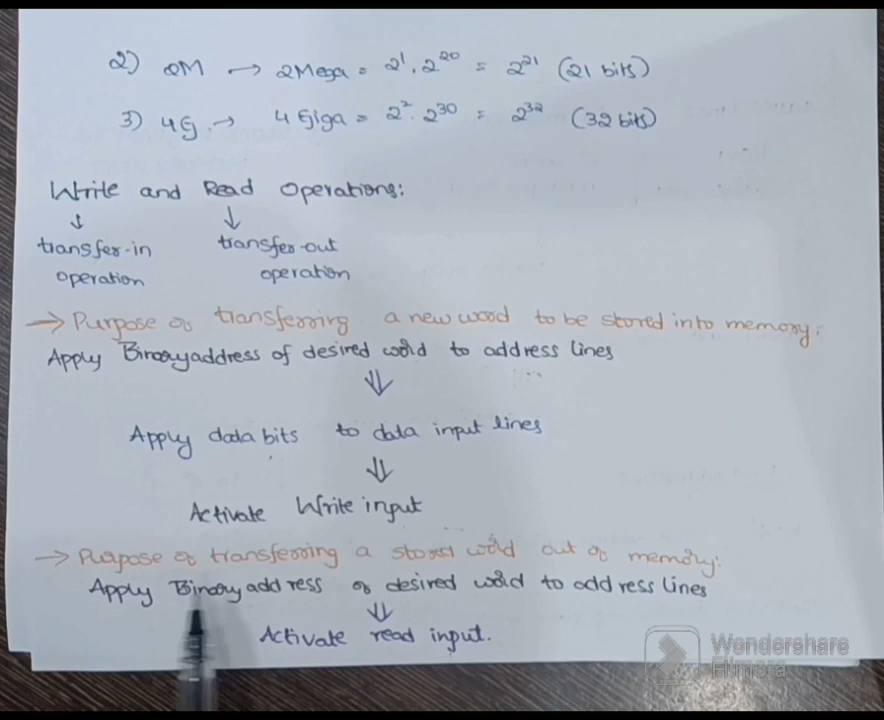 2) 2M → 2Mega = 2¹. 2²⁰ = 2²¹ (21 bits)
3) 4G → 4 Giga = 2². 2³⁰ = 2³² (32 bits)
Write and Read Operations:
↓ ↓
transfer-in transfer-out
operation operation
→ Purpose of transferring a new word to be stored into memory:
Apply Binary address of desired word to address lines
⇓
Apply data bits to data input lines
⇓
Activate Write input
→ Purpose of transferring a stored word out of memory:
Apply Binary address of desired word to address lines
⇓
Activate read input.
Wondershare
Filmora